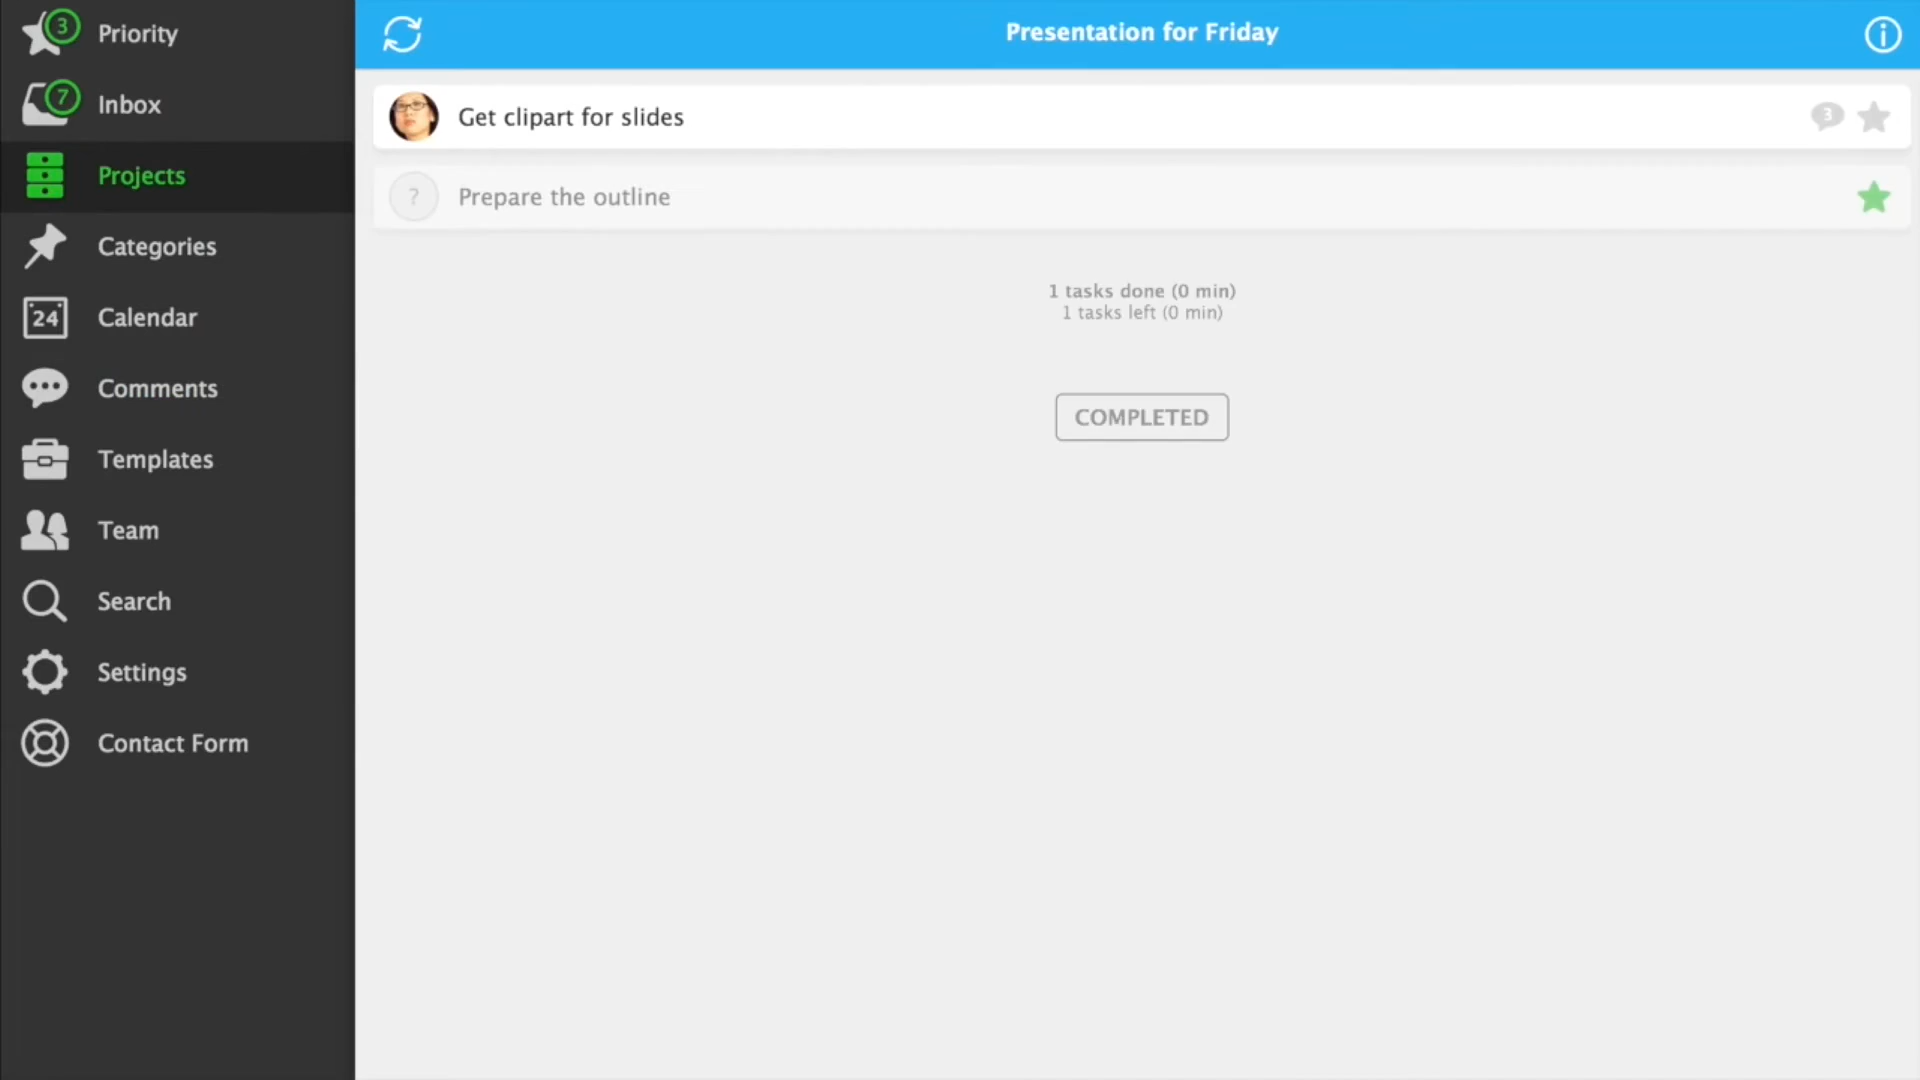 3
Priority
7
Inbox
Projects
Categories
24
Calendar
Comments
Templates
Team
Search
Settings
Contact Form
Presentation for Friday
Get clipart for slides
3
?
Prepare the outline
1 tasks done (0 min)
1 tasks left (0 min)
COMPLETED